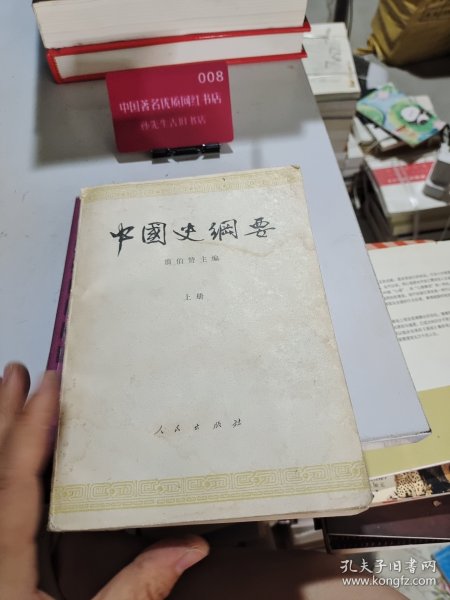 008
中国著名优质网红书店
孙先生古旧书店
中國史綱要
翦伯赞主编
上册
人民出版社
孔夫子旧书网
www.kongfz.com